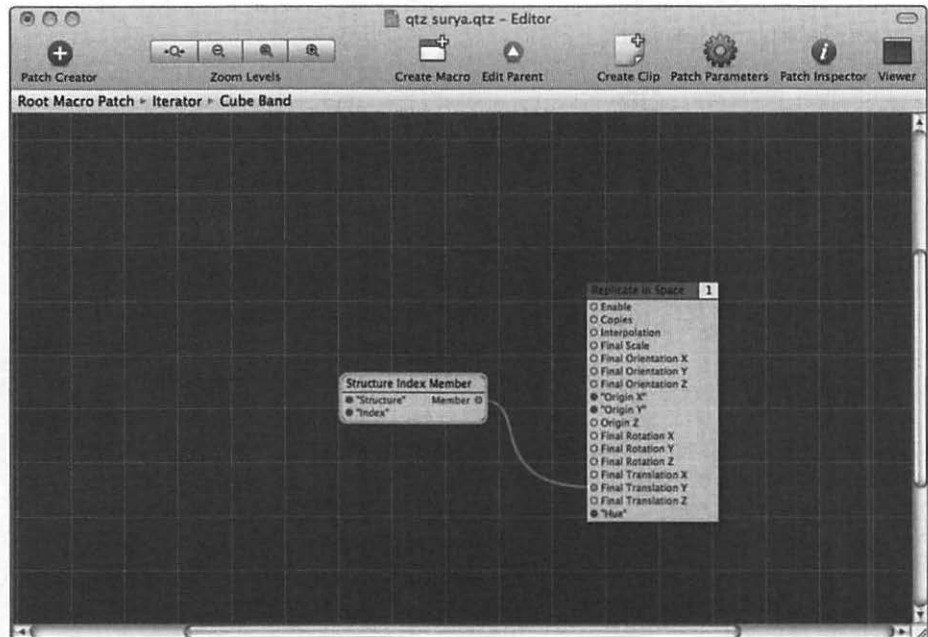 qtz surya.qtz - Editor
Patch Creator
Zoom Levels
Create Macro
Edit Parent
Create Clip
Patch Parameters
Patch Inspector
Viewer
Root Macro Patch ▸ Iterator ▸ Cube Band
Replicate in Space 1
Enable
Copies
Interpolation
Final Scale
Final Orientation X
Final Orientation Y
Final Orientation Z
"Origin X"
"Origin Y"
Origin Z
Final Rotation X
Final Rotation Y
Final Rotation Z
Final Translation X
Final Translation Y
Final Translation Z
"Hue"
Structure Index Member
"Structure" Member
"Index"